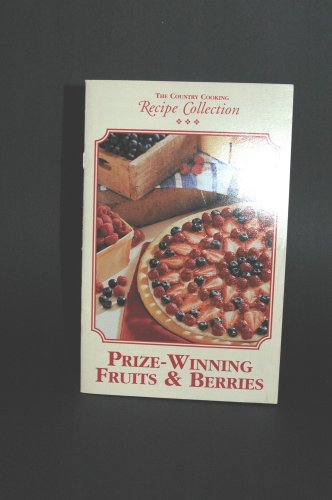 THE COUNTRY COOKING
Recipe Collection
PRIZE-WINNING
FRUITS & BERRIES